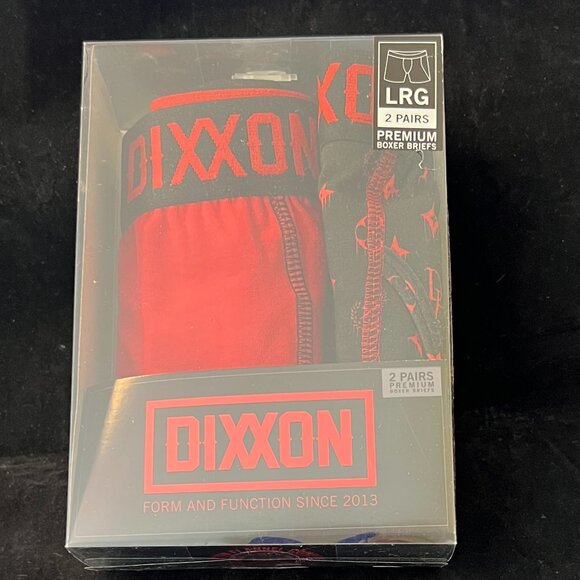 LRG
2 PAIRS
PREMIUM
BOXER BRIEFS
DIXXON
XO
2 PAIRS
PREMIUM
BOXER BRIEFS
DIXXON
FORM AND FUNCTION SINCE 2013